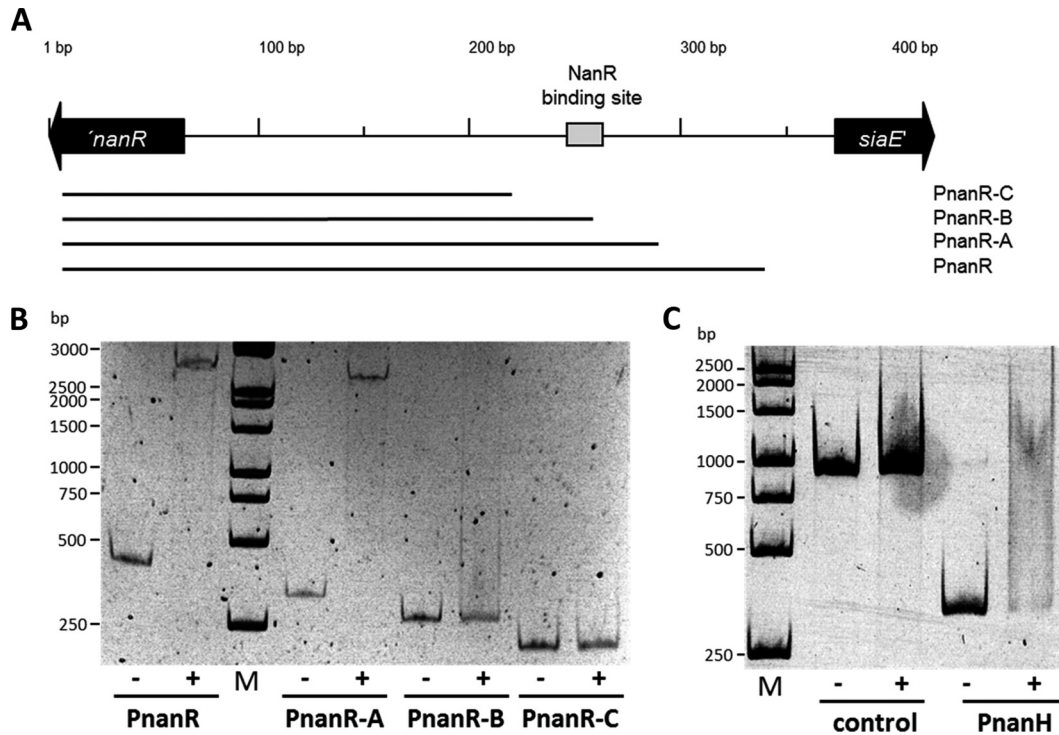 A
1 bp 100 bp 200 bp 300 bp 400 bp
NanR
binding site
´nanR siaE'
PnanR-C
PnanR-B
PnanR-A
PnanR
B
bp
3000
2500
2000
1500
1000
750
500
250
- + M - + - + - +
PnanR PnanR-A PnanR-B PnanR-C
C
bp
2500
2000
1500
1000
750
500
250
M - + - +
control PnanH